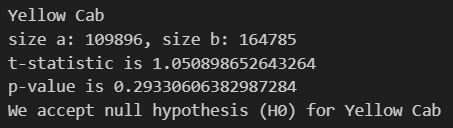 Yellow Cab
size a: 109896, size b: 164785
t-statistic is 1.050898652643264
p-value is 0.29330606382987284
We accept null hypothesis (H0) for Yellow Cab